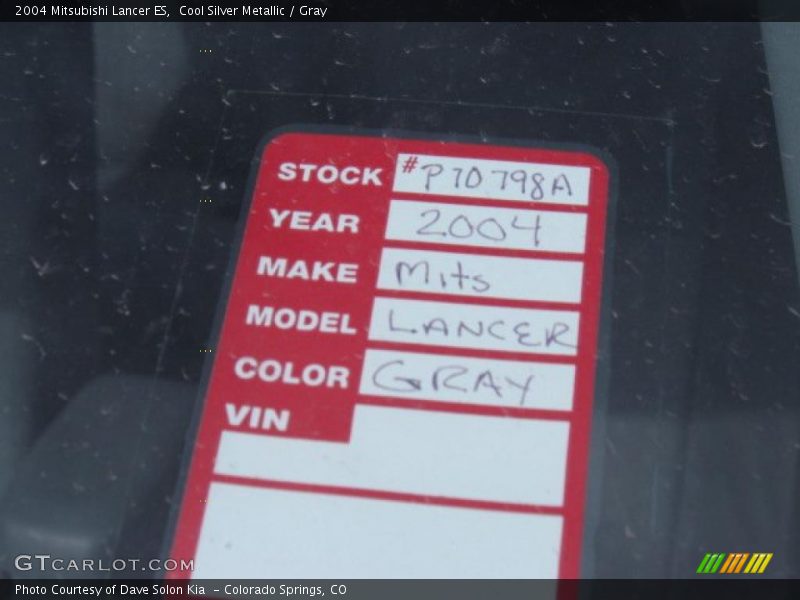 2004 Mitsubishi Lancer ES, Cool Silver Metallic / Gray
STOCK #P70798A
YEAR 2004
MAKE Mits
MODEL LANCER
COLOR GRAY
VIN
GTCARLOT.COM
Photo Courtesy of Dave Solon Kia - Colorado Springs, CO